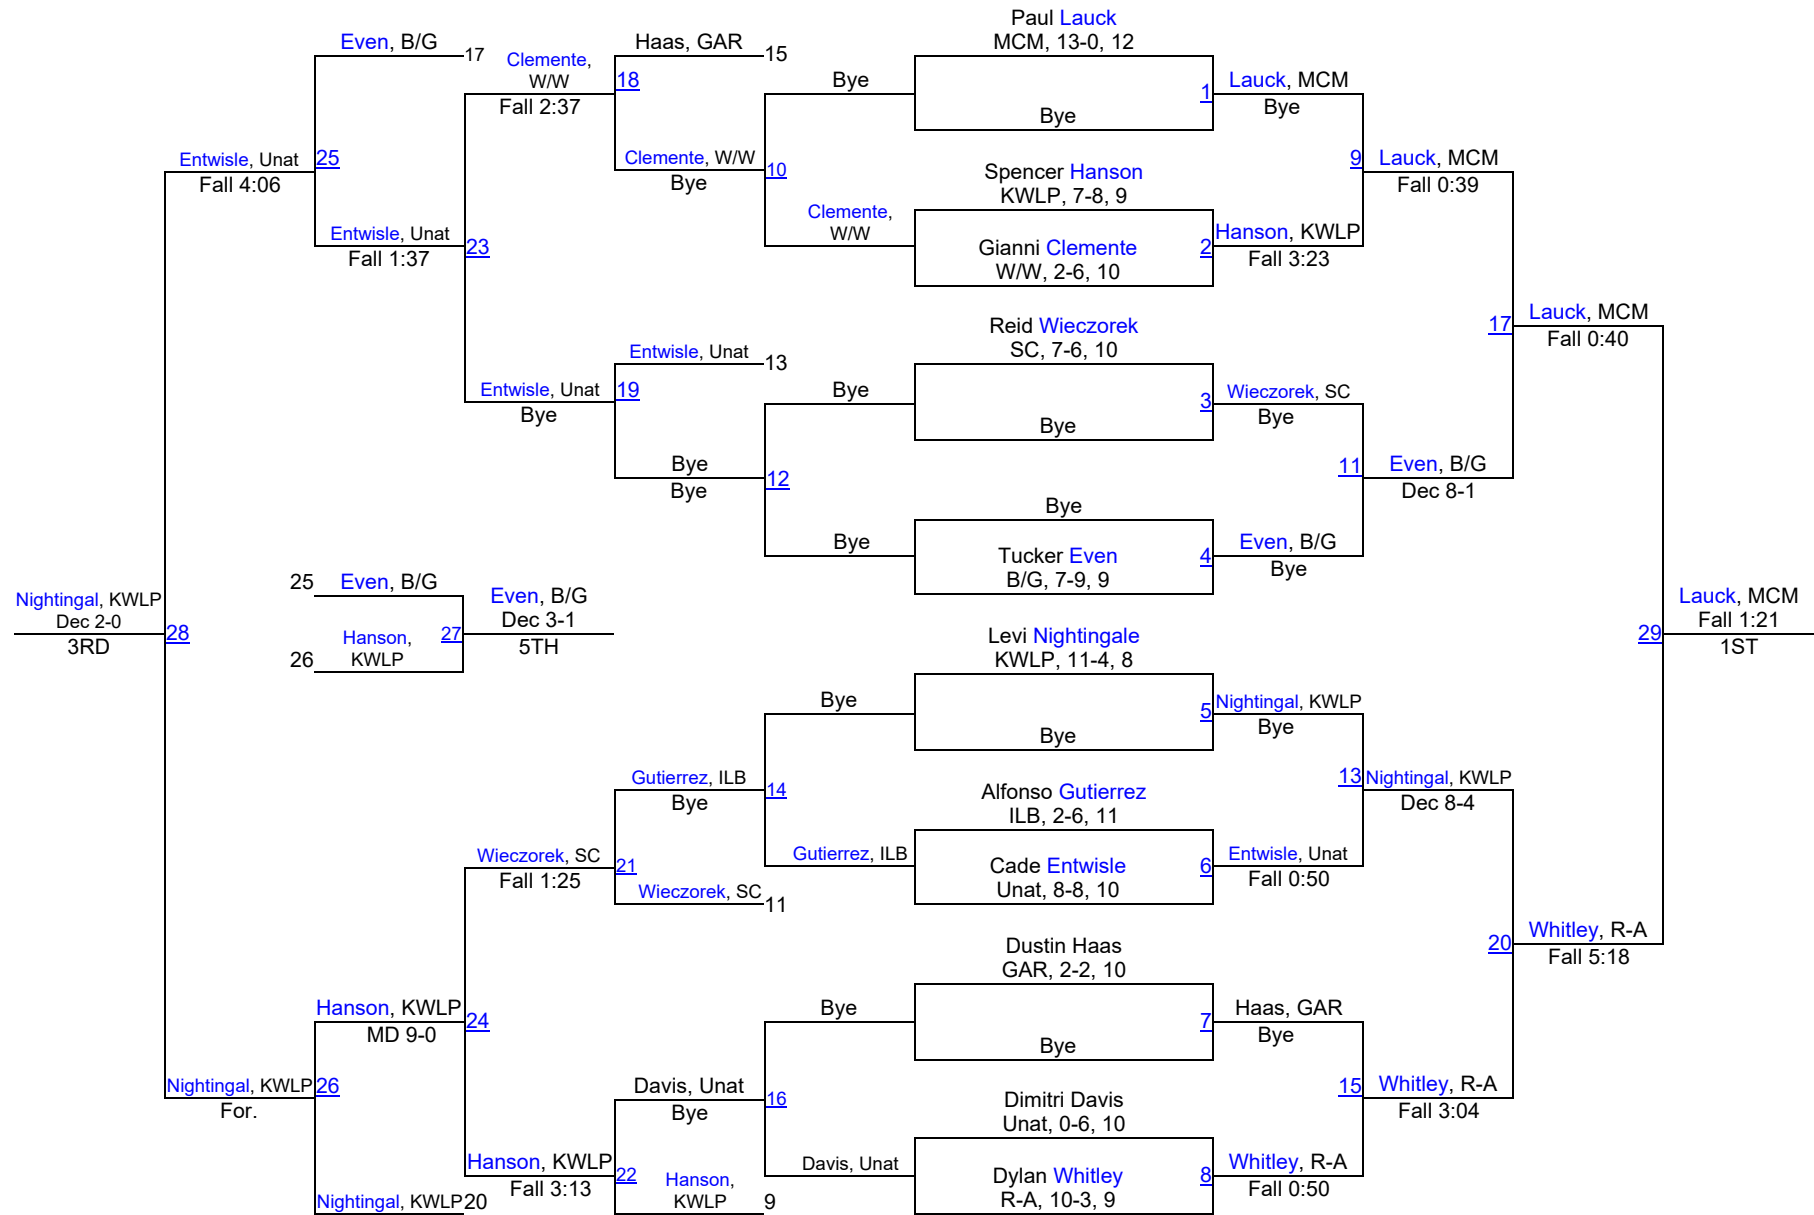 Paul Lauck
MCM, 13-0, 12
Even, B/G
17
Clemente,
W/W
Haas, GAR
15
18
Fall 2:37
Bye
1
Lauck, MCM
Bye
Bye
Entwisle, Unat
25
Fall 4:06
Clemente, W/W
10
Bye
Spencer Hanson
KWLP, 7-8, 9
9
Lauck, MCM
Fall 0:39
Entwisle, Unat
23
Fall 1:37
Clemente,
W/W
Gianni Clemente
W/W, 2-6, 10
2
Hanson, KWLP
Fall 3:23
Reid Wieczorek
SC, 7-6, 10
17
Lauck, MCM
Fall 0:40
Entwisle, Unat
13
Entwisle, Unat
19
Bye
Bye
Bye
3
Wieczorek, SC
Bye
Bye
12
Bye
11
Even, B/G
Dec 8-1
Bye
Bye
Tucker Even
B/G, 7-9, 9
4
Even, B/G
Bye
Nightingal, KWLP
Dec 2-0
28
3RD
25
Even, B/G
Hanson,
KWLP
26
27
Even, B/G
Dec 3-1
5TH
Levi Nightingale
KWLP, 11-4, 8
29
Lauck, MCM
Fall 1:21
1ST
Bye
Bye
5
Nightingal, KWLP
Bye
Gutierrez, ILB
14
Bye
Alfonso Gutierrez
ILB, 2-6, 11
13
Nightingal, KWLP
Dec 8-4
Wieczorek, SC
21
Fall 1:25
Wieczorek, SC
11
Gutierrez, ILB
Cade Entwisle
Unat, 8-8, 10
6
Entwisle, Unat
Fall 0:50
Dustin Haas
GAR, 2-2, 10
20
Whitley, R-A
Fall 5:18
Hanson, KWLP
24
MD 9-0
Bye
Bye
7
Haas, GAR
Bye
Nightingal, KWLP
26
For.
Davis, Unat
16
Bye
Dimitri Davis
Unat, 0-6, 10
15
Whitley, R-A
Fall 3:04
Hanson, KWLP
22
Fall 3:13
Hanson,
KWLP
9
Davis, Unat
Dylan Whitley
R-A, 10-3, 9
8
Whitley, R-A
Fall 0:50
Nightingal, KWLP
20